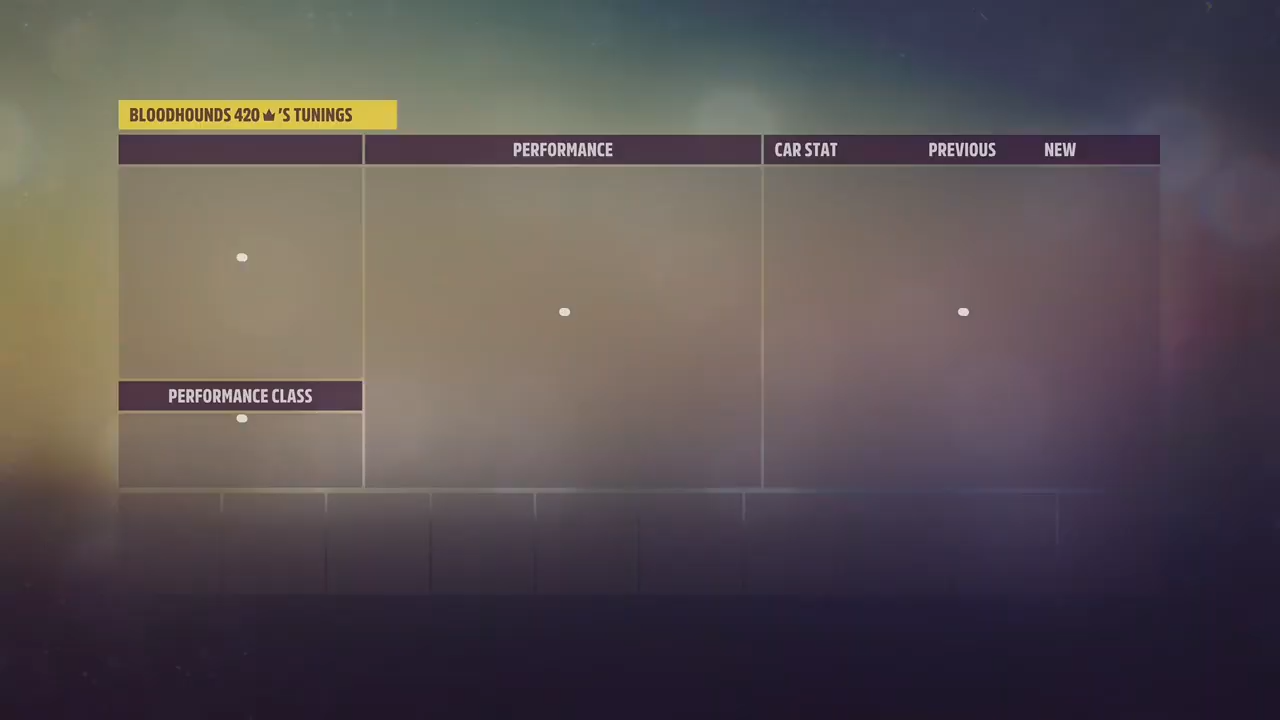 BLOODHOUNDS 420 'S TUNINGS
PERFORMANCE
CAR STAT PREVIOUS NEW
PERFORMANCE CLASS